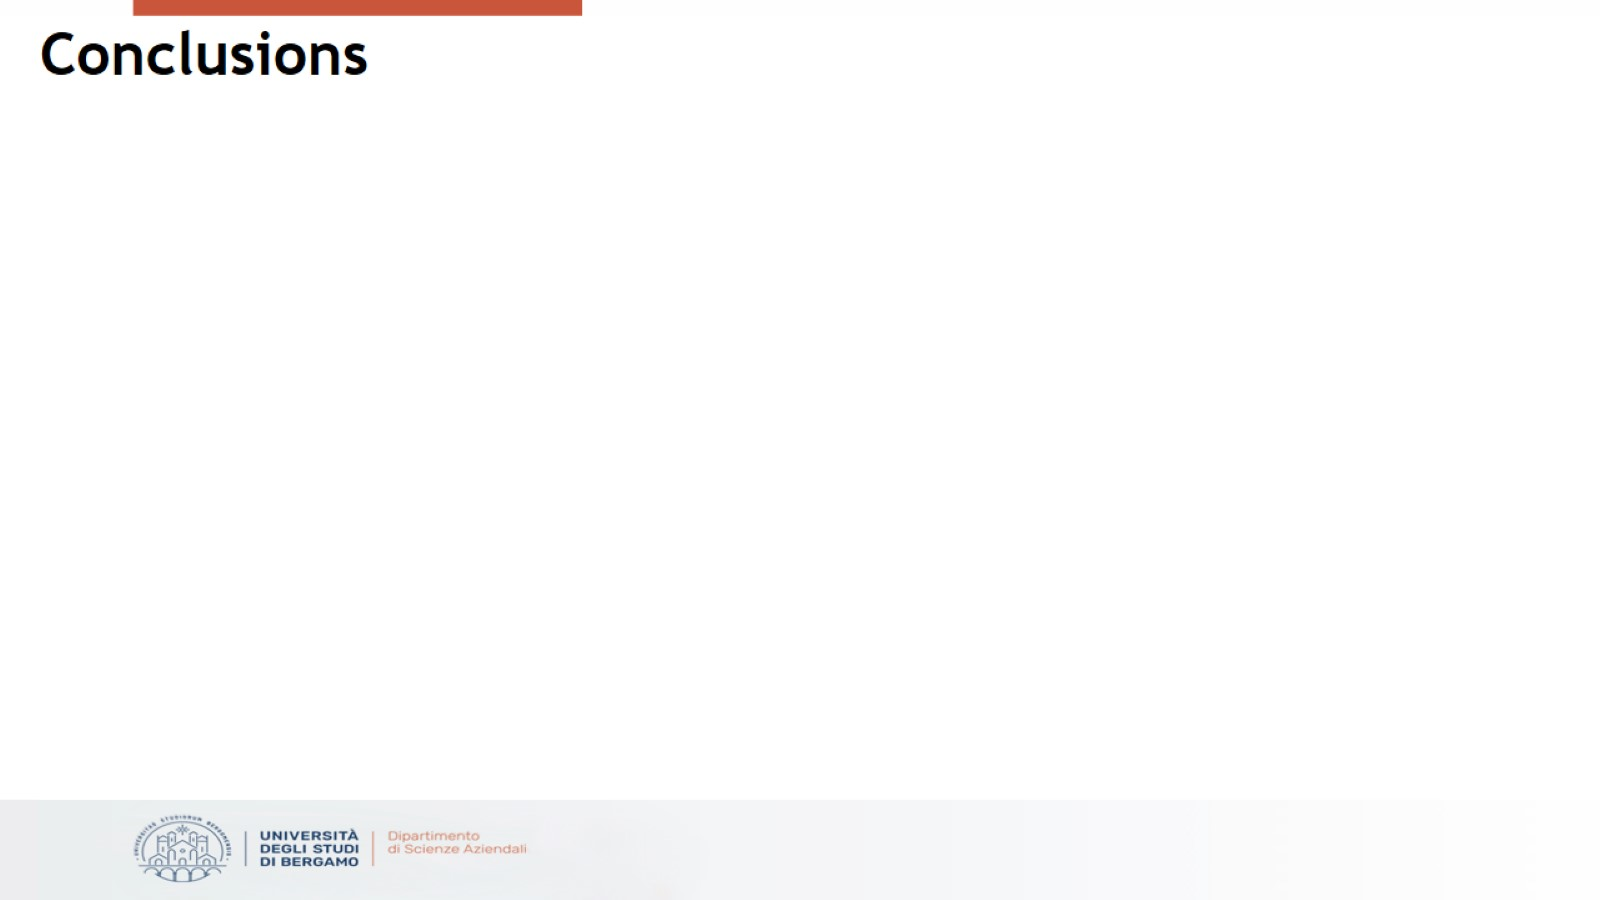 Conclusions
UNIVERSITÀ
DEGLI STUDI
DI BERGAMO
Dipartimento
di Scienze Aziendali